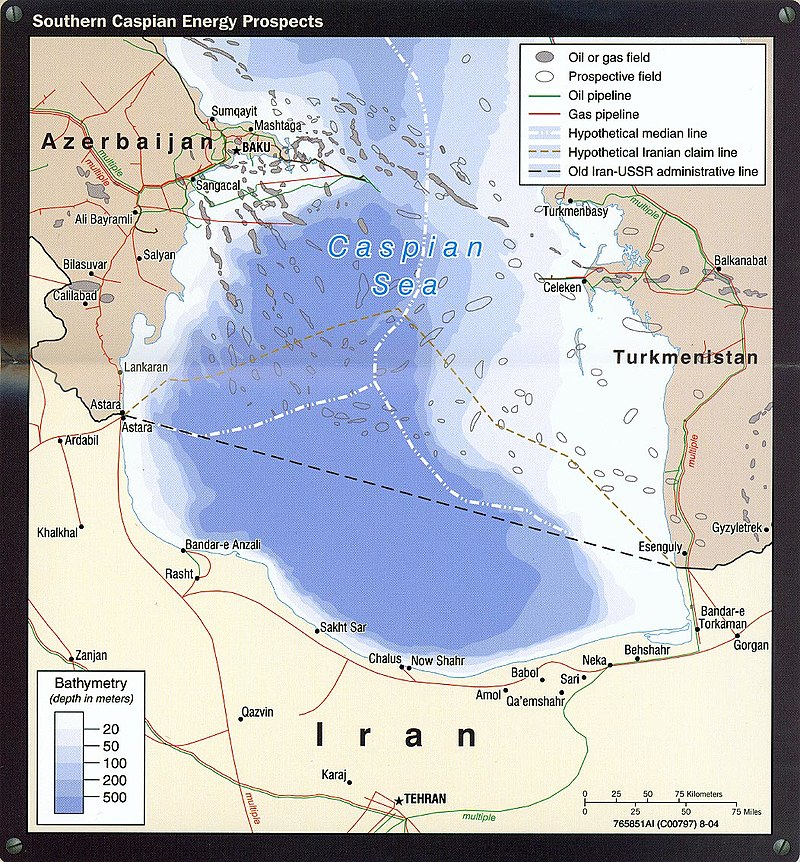 Southern Caspian Energy Prospects
Oil or gas field
Prospective field
Oil pipeline
Gas pipeline
Hypothetical median line
Hypothetical Iranian claim line
Old Iran-USSR administrative line
Sumqayit
Mashtaga
Azerbaijan
BAKU
multiple
multiple
Sangacal
Ali Bayramli
Turkmenbasy
multiple
Caspian
Sea
Salyan
Bilasuvar
Balkanabat
Celeken
Calilabad
Turkmenistan
Lankaran
Astara
Astara
Ardabil
multiple
Khalkhal
Gyzyletrek
Esenguly
Bandar-e Anzali
Rasht
Bandar-e
Torkaman
Sakht Sar
Gorgan
Behshahr
Zanjan
Chalus
Now Shahr
Neka
Babol
Sari
Amol
Qa'emshahr
Bathymetry
(depth in meters)
20
50
100
200
500
Qazvin
Iran
Karaj
TEHRAN
multiple
multiple
0 25 50 75 Kilometers
0 25 50 75 Miles
765851AI (C00797) 8-04